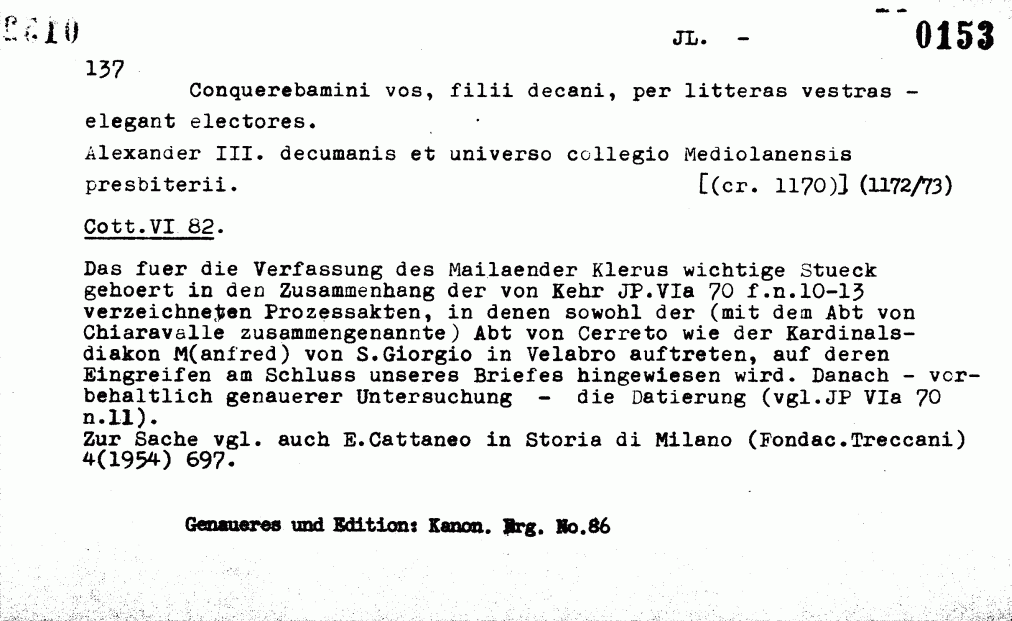 JL. -
0153
137
Conquerebamini vos, filii decani, per litteras vestras -
elegant electores.
Alexander III. decumanis et universo collegio Mediolanensis
presbiterii. [(cr. 1170)] (1172/73)
Cott.VI 82.
Das fuer die Verfassung des Mailaender Klerus wichtige Stueck
gehoert in den Zusammenhang der von Kehr JP.VIa 70 f.n.10-13
verzeichneten Prozessakten, in denen sowohl der (mit dem Abt von
Chiaravalle zusammengenannte) Abt von Cerreto wie der Kardinals-
diakon M(anfred) von S.Giorgio in Velabro auftreten, auf deren
Eingreifen am Schluss unseres Briefes hingewiesen wird. Danach - vor-
behaltlich genauerer Untersuchung - die Datierung (vgl.JP VIa 70
n.11).
Zur Sache vgl. auch E.Cattaneo in Storia di Milano (Fondac.Treccani)
4(1954) 697.
Genaueres und Edition: Kanon. Erg. No.86